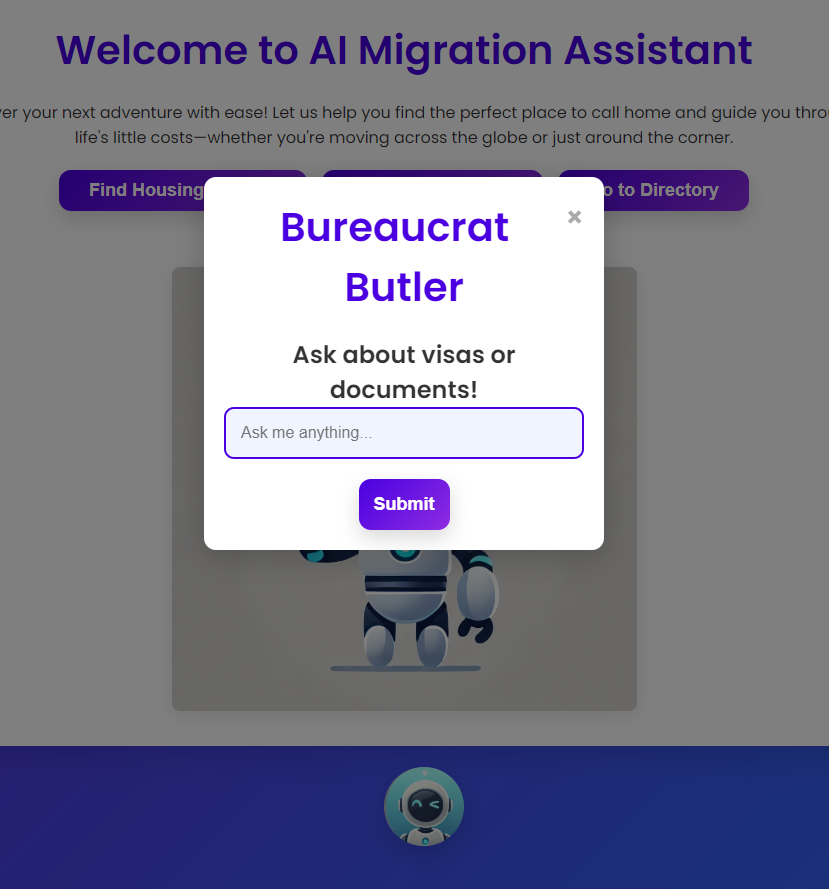 Welcome to AI Migration Assistant
your next adventure with ease! Let us help you find the perfect place to call home and guide you
life's little costs—whether you're moving across the globe or just around the corner.
Find Housing
to Directory
Bureaucrat
Butler
×
Ask about visas or
documents!
Ask me anything...
Submit